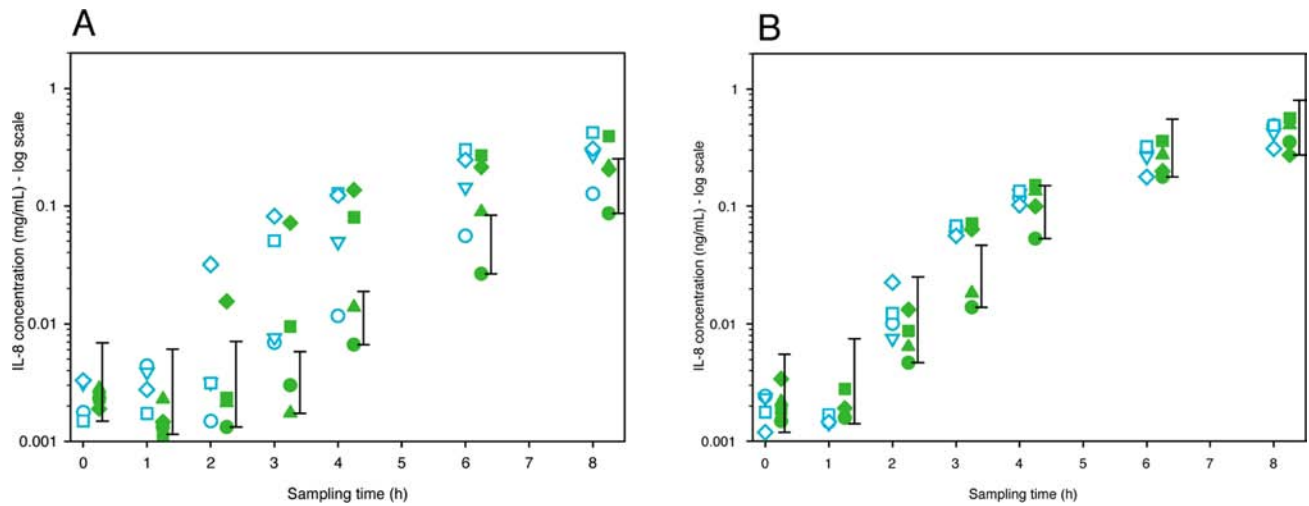 A
IL-8 concentration (mg/mL) - log scale
1
0.1
0.01
0.001
0 1 2 3 4 5 6 7 8
Sampling time (h)
B
IL-8 concentration (ng/mL) - log scale
1
0.1
0.01
0.001
0 1 2 3 4 5 6 7 8
Sampling time (h)